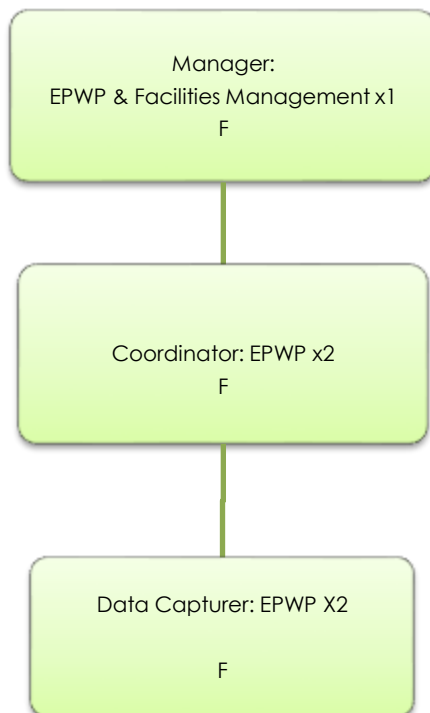 Manager:
EPWP & Facilities Management x1
F
Coordinator: EPWP x2
F
Data Capturer: EPWP X2
F